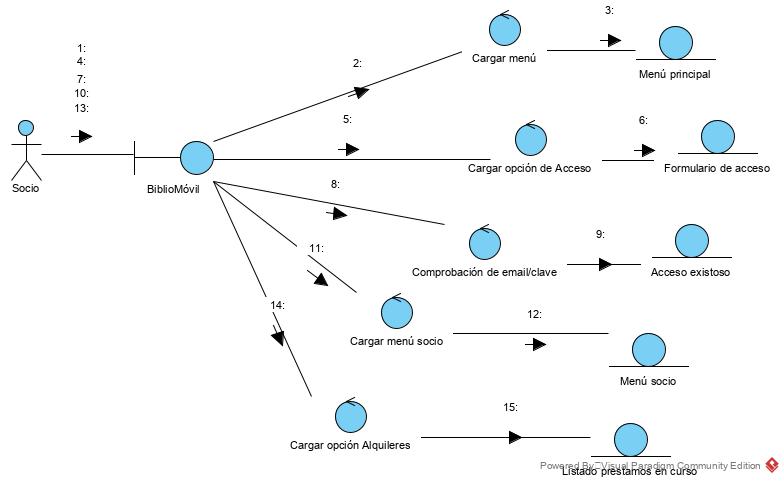 1:
4:
7:
10:
13:
Socio
BiblioMóvil
2:
Cargar menú
3:
Menú principal
5:
Cargar opción de Acceso
6:
Formulario de acceso
8:
Comprobación de email/clave
9:
Acceso existoso
11:
Cargar menú socio
12:
Menú socio
14:
Cargar opción Alquileres
15:
Listado préstamos en curso
Powered By Visual Paradigm Community Edition